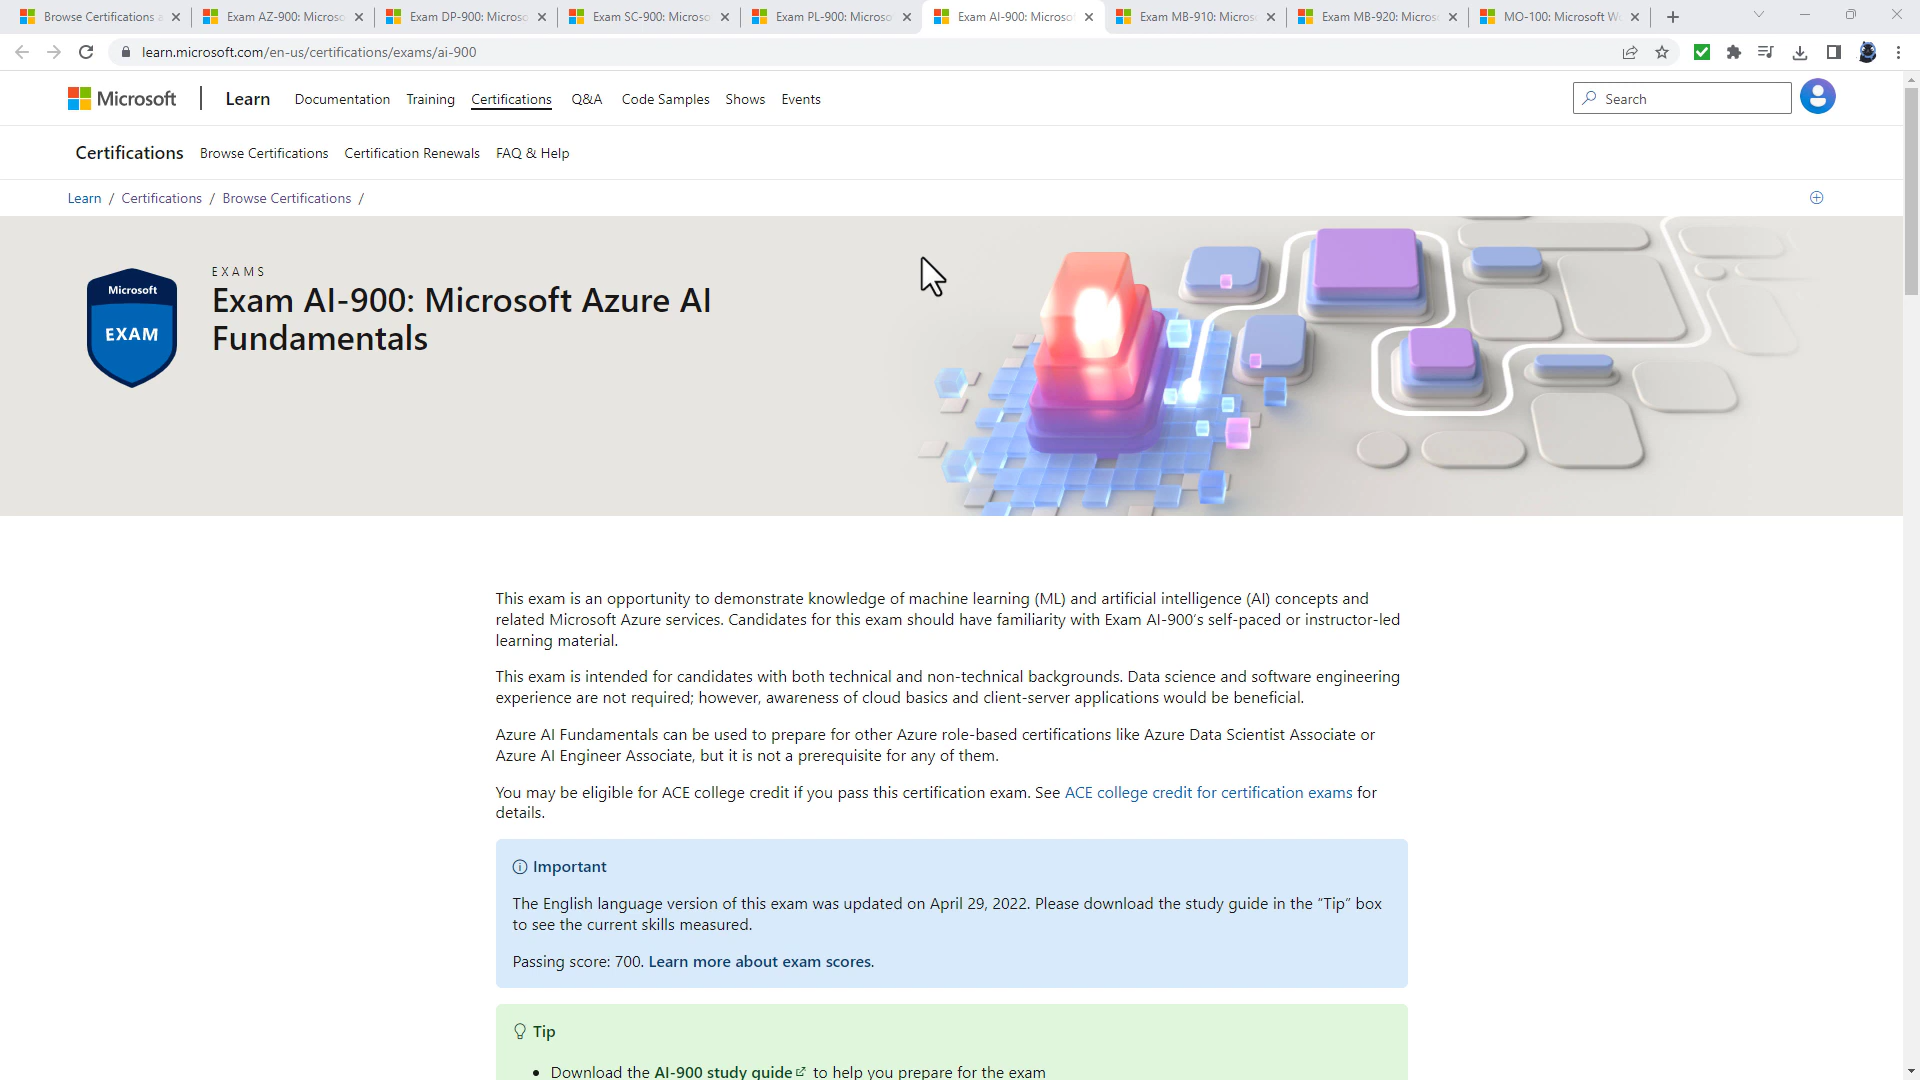 Browse Certifications a
Exam AZ-900: Microso
Exam DP-900: Microso
Exam SC-900: Microso
Exam PL-900: Microso
Exam AI-900: Microsof
Exam MB-910: Micros
Exam MB-920: Micros
MO-100: Microsoft W
learn.microsoft.com/en-us/certifications/exams/ai-900
Microsoft Learn Documentation Training Certifications Q&A Code Samples Shows Events Search
Certifications Browse Certifications Certification Renewals FAQ & Help
Learn / Certifications / Browse Certifications /
Microsoft
EXAM
EXAMS
Exam AI-900: Microsoft Azure AI
Fundamentals
This exam is an opportunity to demonstrate knowledge of machine learning (ML) and artificial intelligence (AI) concepts and
related Microsoft Azure services. Candidates for this exam should have familiarity with Exam AI-900's self-paced or instructor-led
learning material.
This exam is intended for candidates with both technical and non-technical backgrounds. Data science and software engineering
experience are not required; however, awareness of cloud basics and client-server applications would be beneficial.
Azure AI Fundamentals can be used to prepare for other Azure role-based certifications like Azure Data Scientist Associate or
Azure AI Engineer Associate, but it is not a prerequisite for any of them.
You may be eligible for ACE college credit if you pass this certification exam. See ACE college credit for certification exams for
details.
Important
The English language version of this exam was updated on April 29, 2022. Please download the study guide in the "Tip" box
to see the current skills measured.
Passing score: 700. Learn more about exam scores.
Tip
• Download the AI-900 study guide to help you prepare for the exam